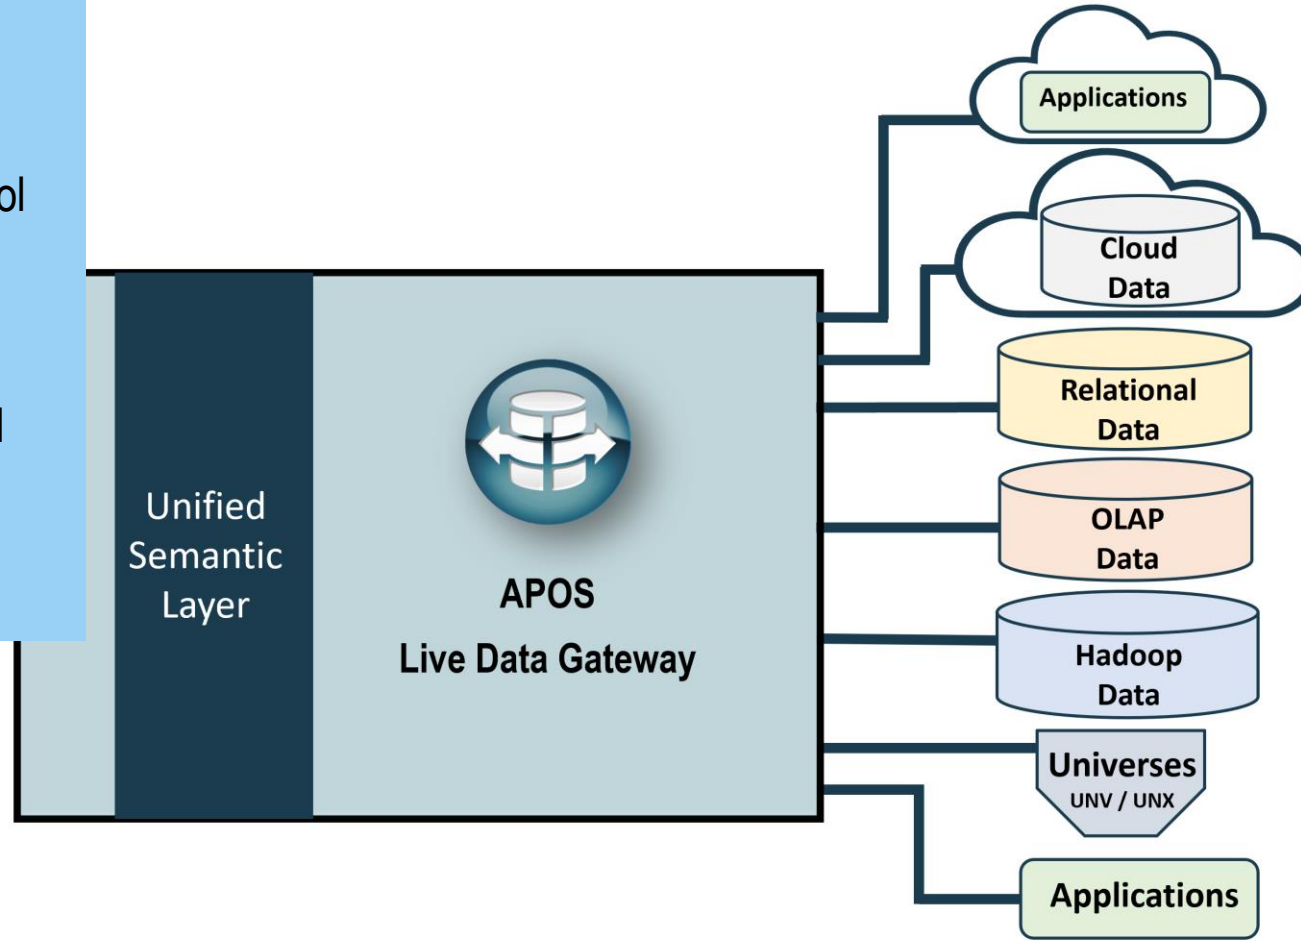 Applications
Cloud
Data
Relational
Data
OLAP
Data
Hadoop
Data
Universes
UNV / UNX
Applications
Unified
Semantic
Layer
APOS
Live Data Gateway